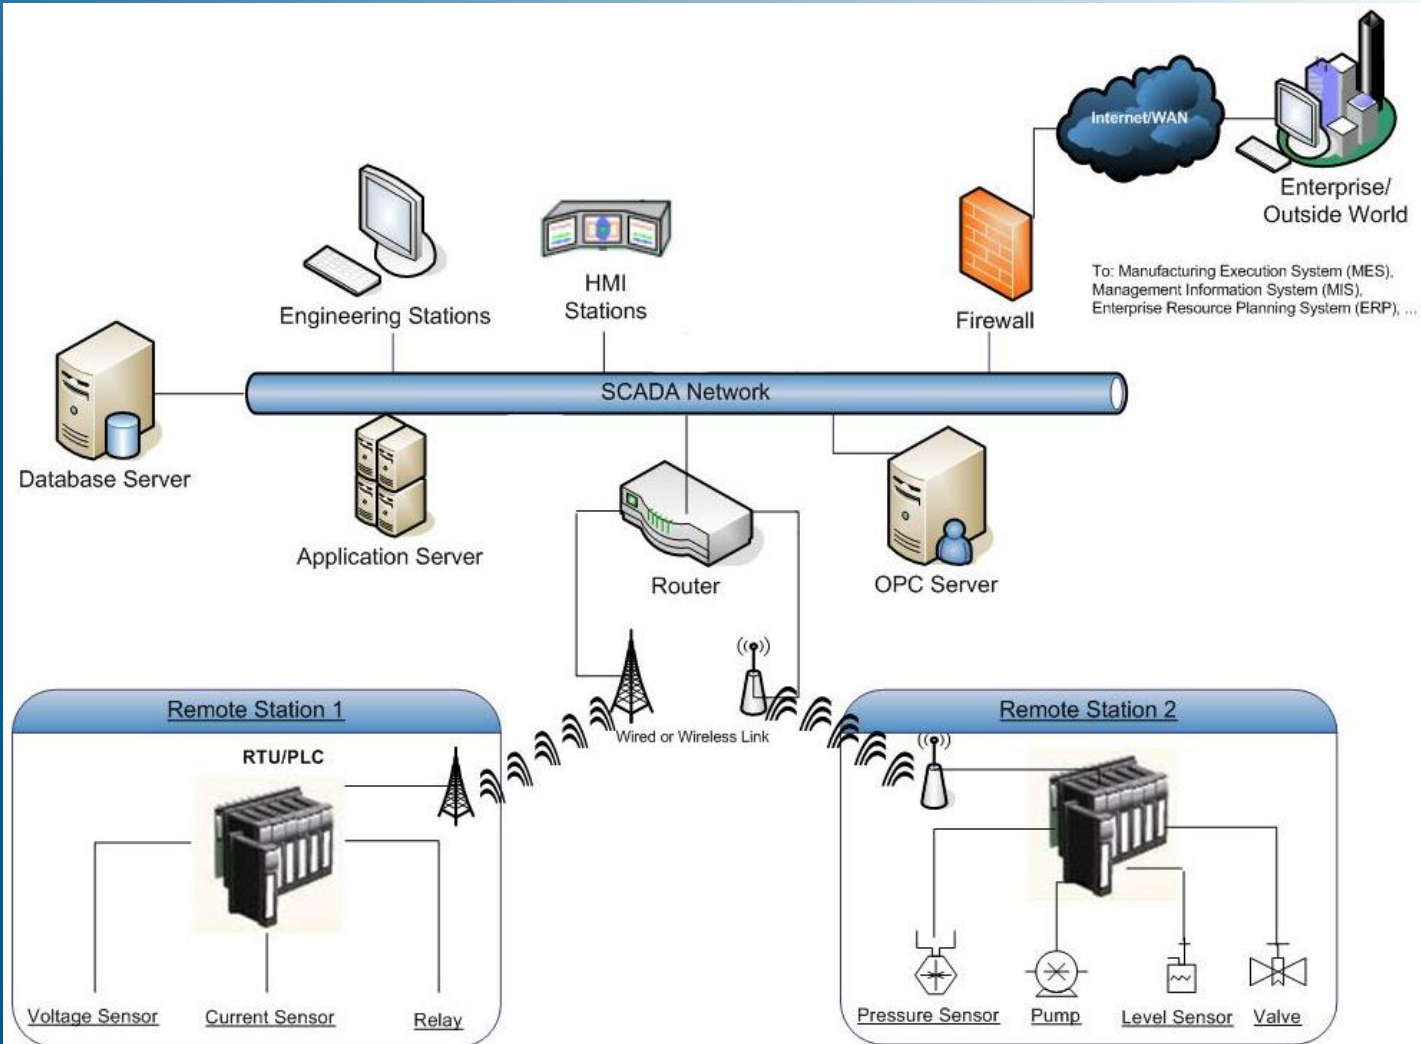 Internet/WAN
Enterprise/
Outside World
To: Manufacturing Execution System (MES),
Management Information System (MIS),
Enterprise Resource Planning System (ERP), ...
Engineering Stations
HMI
Stations
Firewall
SCADA Network
Database Server
Application Server
Router
OPC Server
Wired or Wireless Link
Remote Station 1
RTU/PLC
Voltage Sensor
Current Sensor
Relay
Remote Station 2
Pressure Sensor
Pump
Level Sensor
Valve